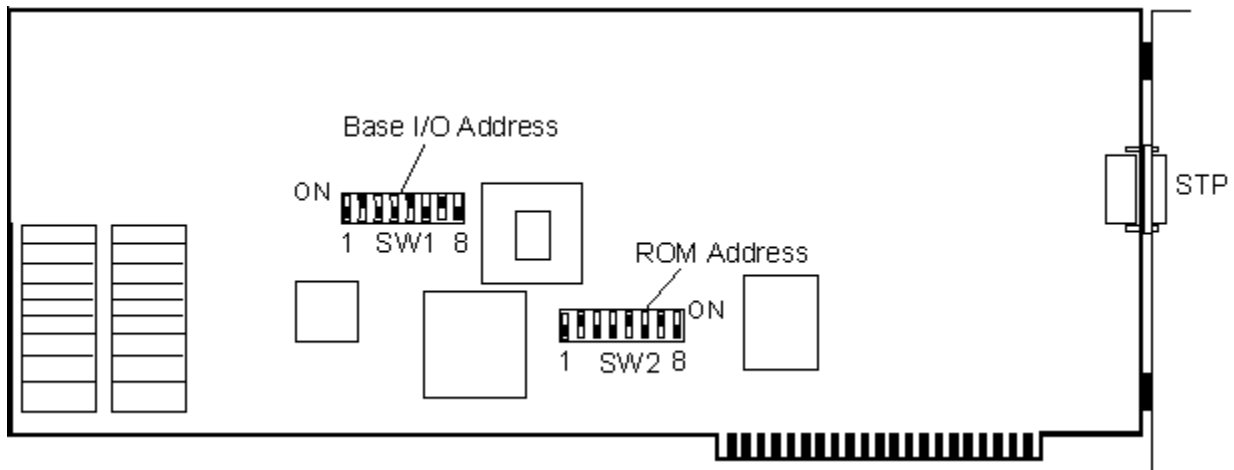 Base I/O Address
ON
STP
1 SW1 8
ROM Address
ON
1 SW2 8